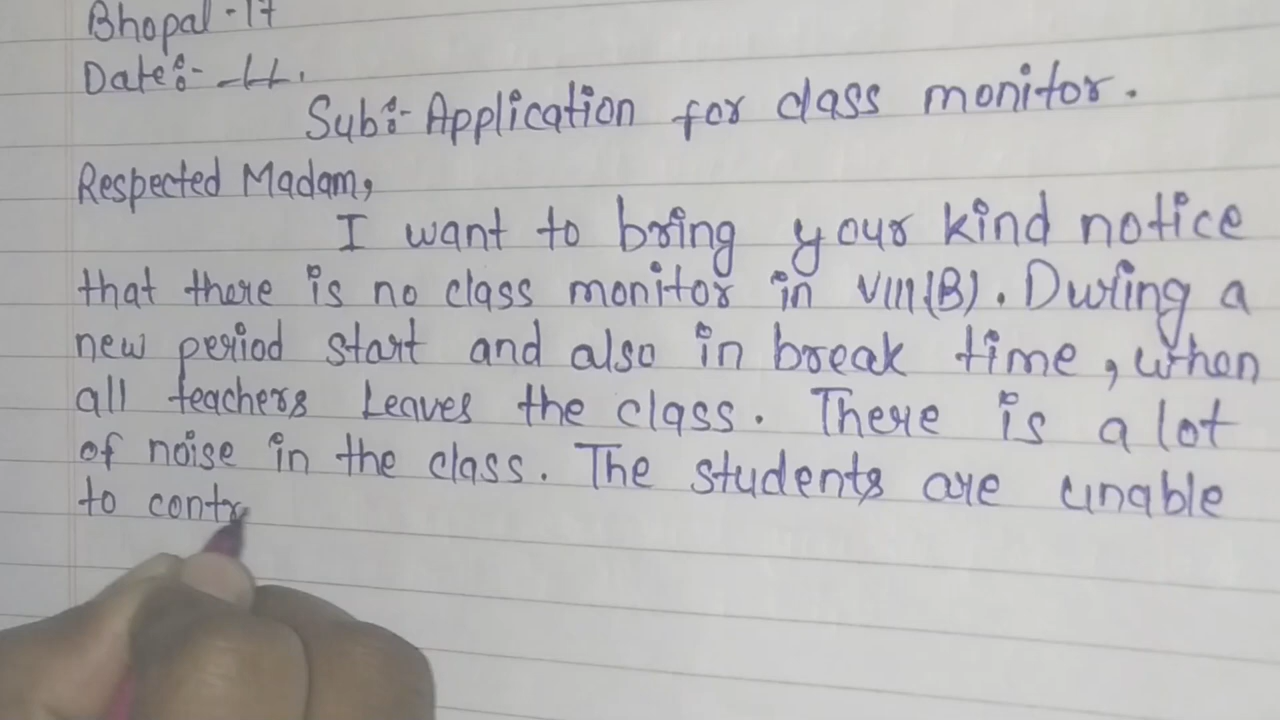 Bhopal - 17
Date:- __/__/.
Sub:- Application for class monitor.
Respected Madam,
I want to bring your kind notice
that there is no class monitor in VIII(B). During a
new period start and also in break time, when
all teachers Leaves the class. There is a lot
of noise in the class. The students are unable
to contr